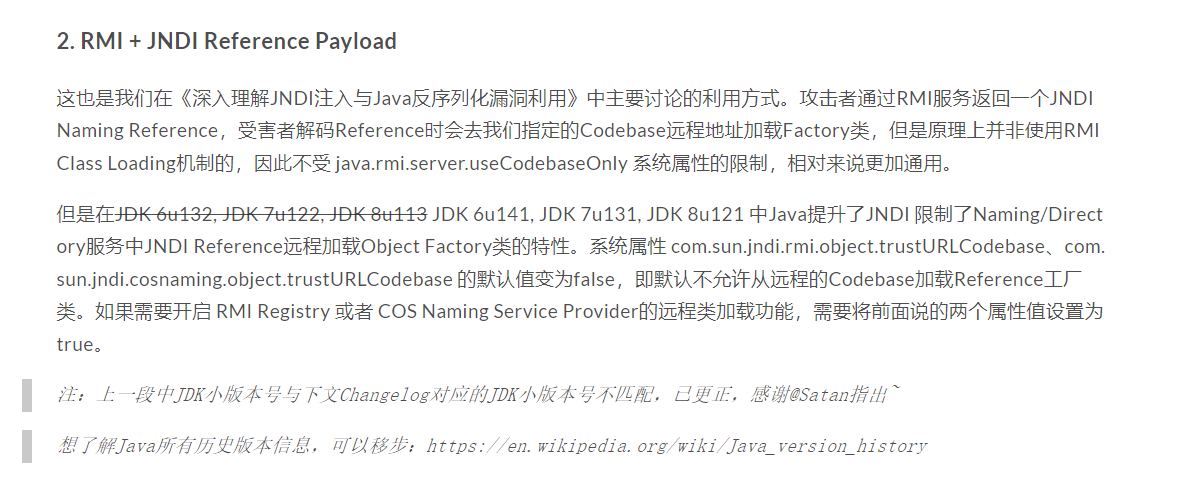 2. RMI + JNDI Reference Payload
这也是我们在《深入理解JNDI注入与Java反序列化漏洞利用》中主要讨论的利用方式。攻击者通过RMI服务返回一个JNDI
Naming Reference，受害者解码Reference时会去我们指定的Codebase远程地址加载Factory类，但是原理上并非使用RMI
Class Loading机制的，因此不受 java.rmi.server.useCodebaseOnly 系统属性的限制，相对来说更加通用。
但是在JDK 6u132, JDK 7u122, JDK 8u113 JDK 6u141, JDK 7u131, JDK 8u121 中Java提升了JNDI 限制了Naming/Direct
ory服务中JNDI Reference远程加载Object Factory类的特性。系统属性 com.sun.jndi.rmi.object.trustURLCodebase、com.
sun.jndi.cosnaming.object.trustURLCodebase 的默认值变为false，即默认不允许从远程的Codebase加载Reference工厂
类。如果需要开启 RMI Registry 或者 COS Naming Service Provider的远程类加载功能，需要将前面说的两个属性值设置为
true。
注：上一段中JDK小版本号与下文Changelog对应的JDK小版本号不匹配，已更正，感谢@Satan指出~
想了解Java所有历史版本信息，可以移步：https://en.wikipedia.org/wiki/Java_version_history